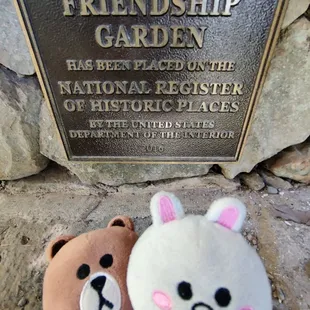 FRIENDSHIP
GARDEN
HAS BEEN PLACED ON THE
NATIONAL REGISTER
OF HISTORIC PLACES
BY THE UNITED STATES
DEPARTMENT OF THE INTERIOR